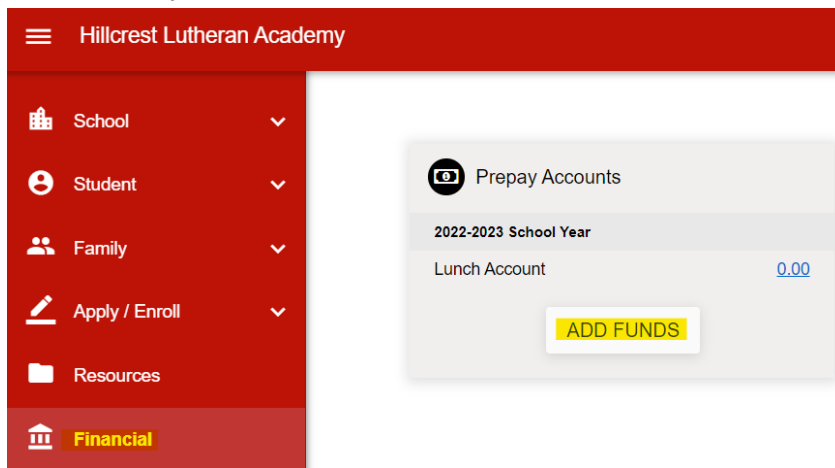 Hillcrest Lutheran Academy
School
Student
Family
Apply / Enroll
Resources
Financial
Prepay Accounts
2022-2023 School Year
Lunch Account 0.00
ADD FUNDS